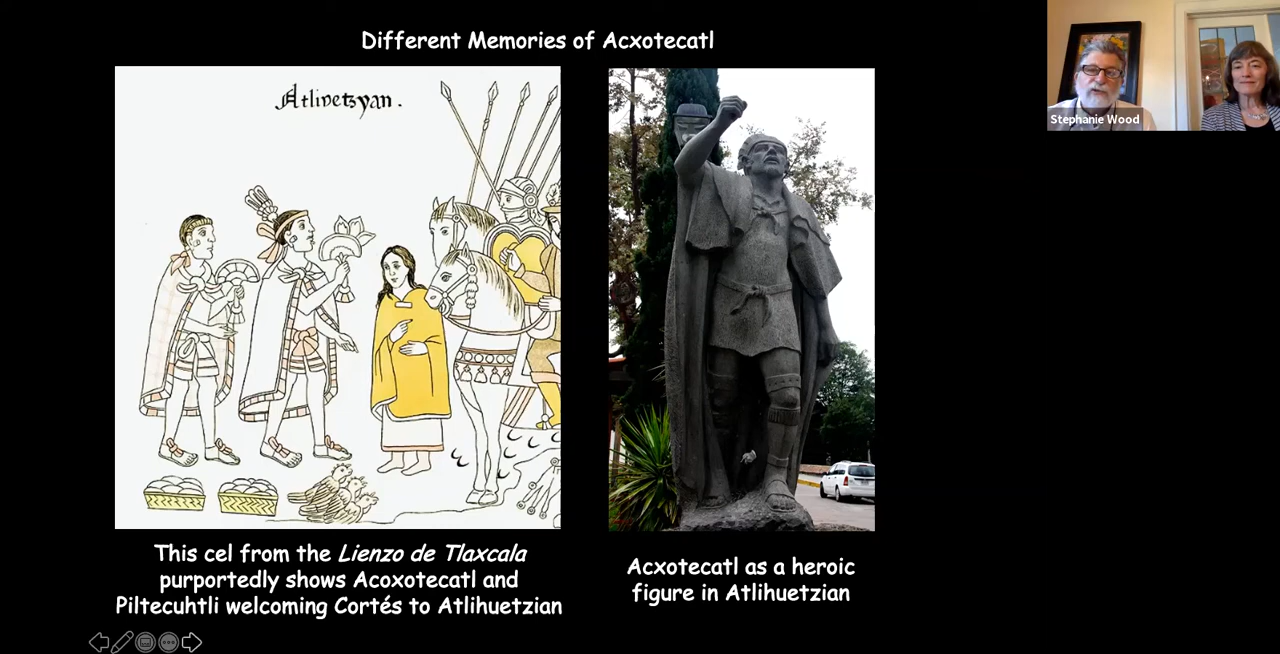 Different Memories of Acxotecatl
Stephanie Wood
Atlivetzyan.
This cel from the Lienzo de Tlaxcala
purportedly shows Acoxotecatl and
Piltecuhtli welcoming Cortés to Atlihuetzian
Acxotecatl as a heroic
figure in Atlihuetzian